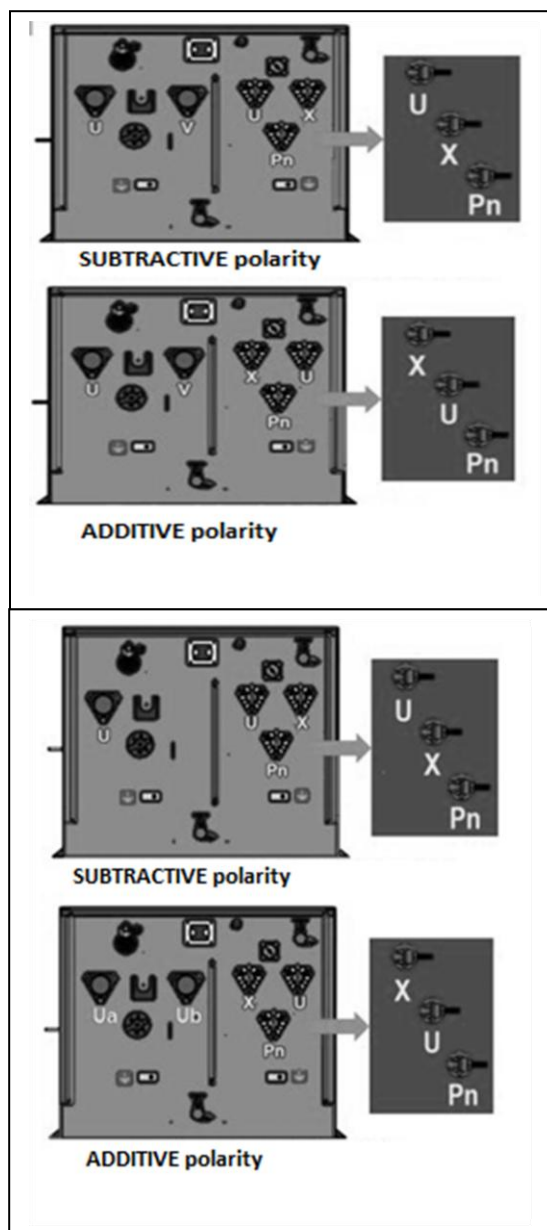 U V U X
Pn
U
X
Pn
SUBTRACTIVE polarity
U V X U
Pn
X
U
Pn
ADDITIVE polarity
U U X
Pn
U
X
Pn
SUBTRACTIVE polarity
Ua Ub X U
Pn
X
U
Pn
ADDITIVE polarity